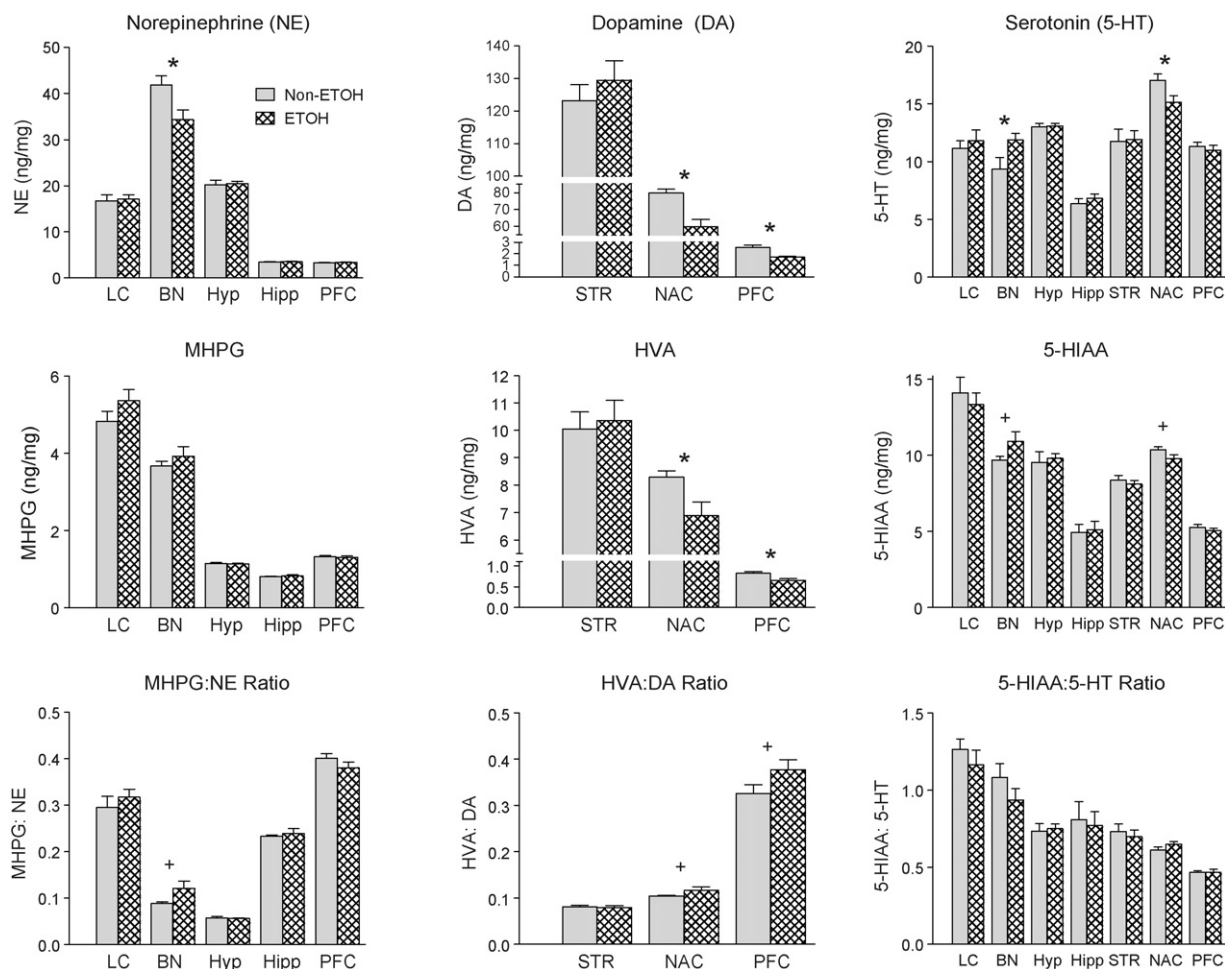 Norepinephrine (NE)
50
40
30
20
10
0
NE (ng/mg)
*
Non-ETOH
ETOH
LC BN Hyp Hipp PFC
Dopamine (DA)
140
130
120
110
100
80
60
3
2
1
0
DA (ng/mg)
*
*
STR NAC PFC
Serotonin (5-HT)
20
15
10
5
0
5-HT (ng/mg)
*
*
LC BN Hyp Hipp STR NAC PFC
MHPG
6
4
2
0
MHPG (ng/mg)
LC BN Hyp Hipp PFC
HVA
12
11
10
9
8
7
6
1.0
0.5
0.0
HVA (ng/mg)
*
*
STR NAC PFC
5-HIAA
15
10
5
0
5-HIAA (ng/mg)
+
+
LC BN Hyp Hipp STR NAC PFC
MHPG:NE Ratio
0.5
0.4
0.3
0.2
0.1
0.0
MHPG: NE
+
LC BN Hyp Hipp PFC
HVA:DA Ratio
0.5
0.4
0.3
0.2
0.1
0.0
HVA: DA
+
+
STR NAC PFC
5-HIAA:5-HT Ratio
1.5
1.0
0.5
0.0
5-HIAA: 5-HT
LC BN Hyp Hipp STR NAC PFC